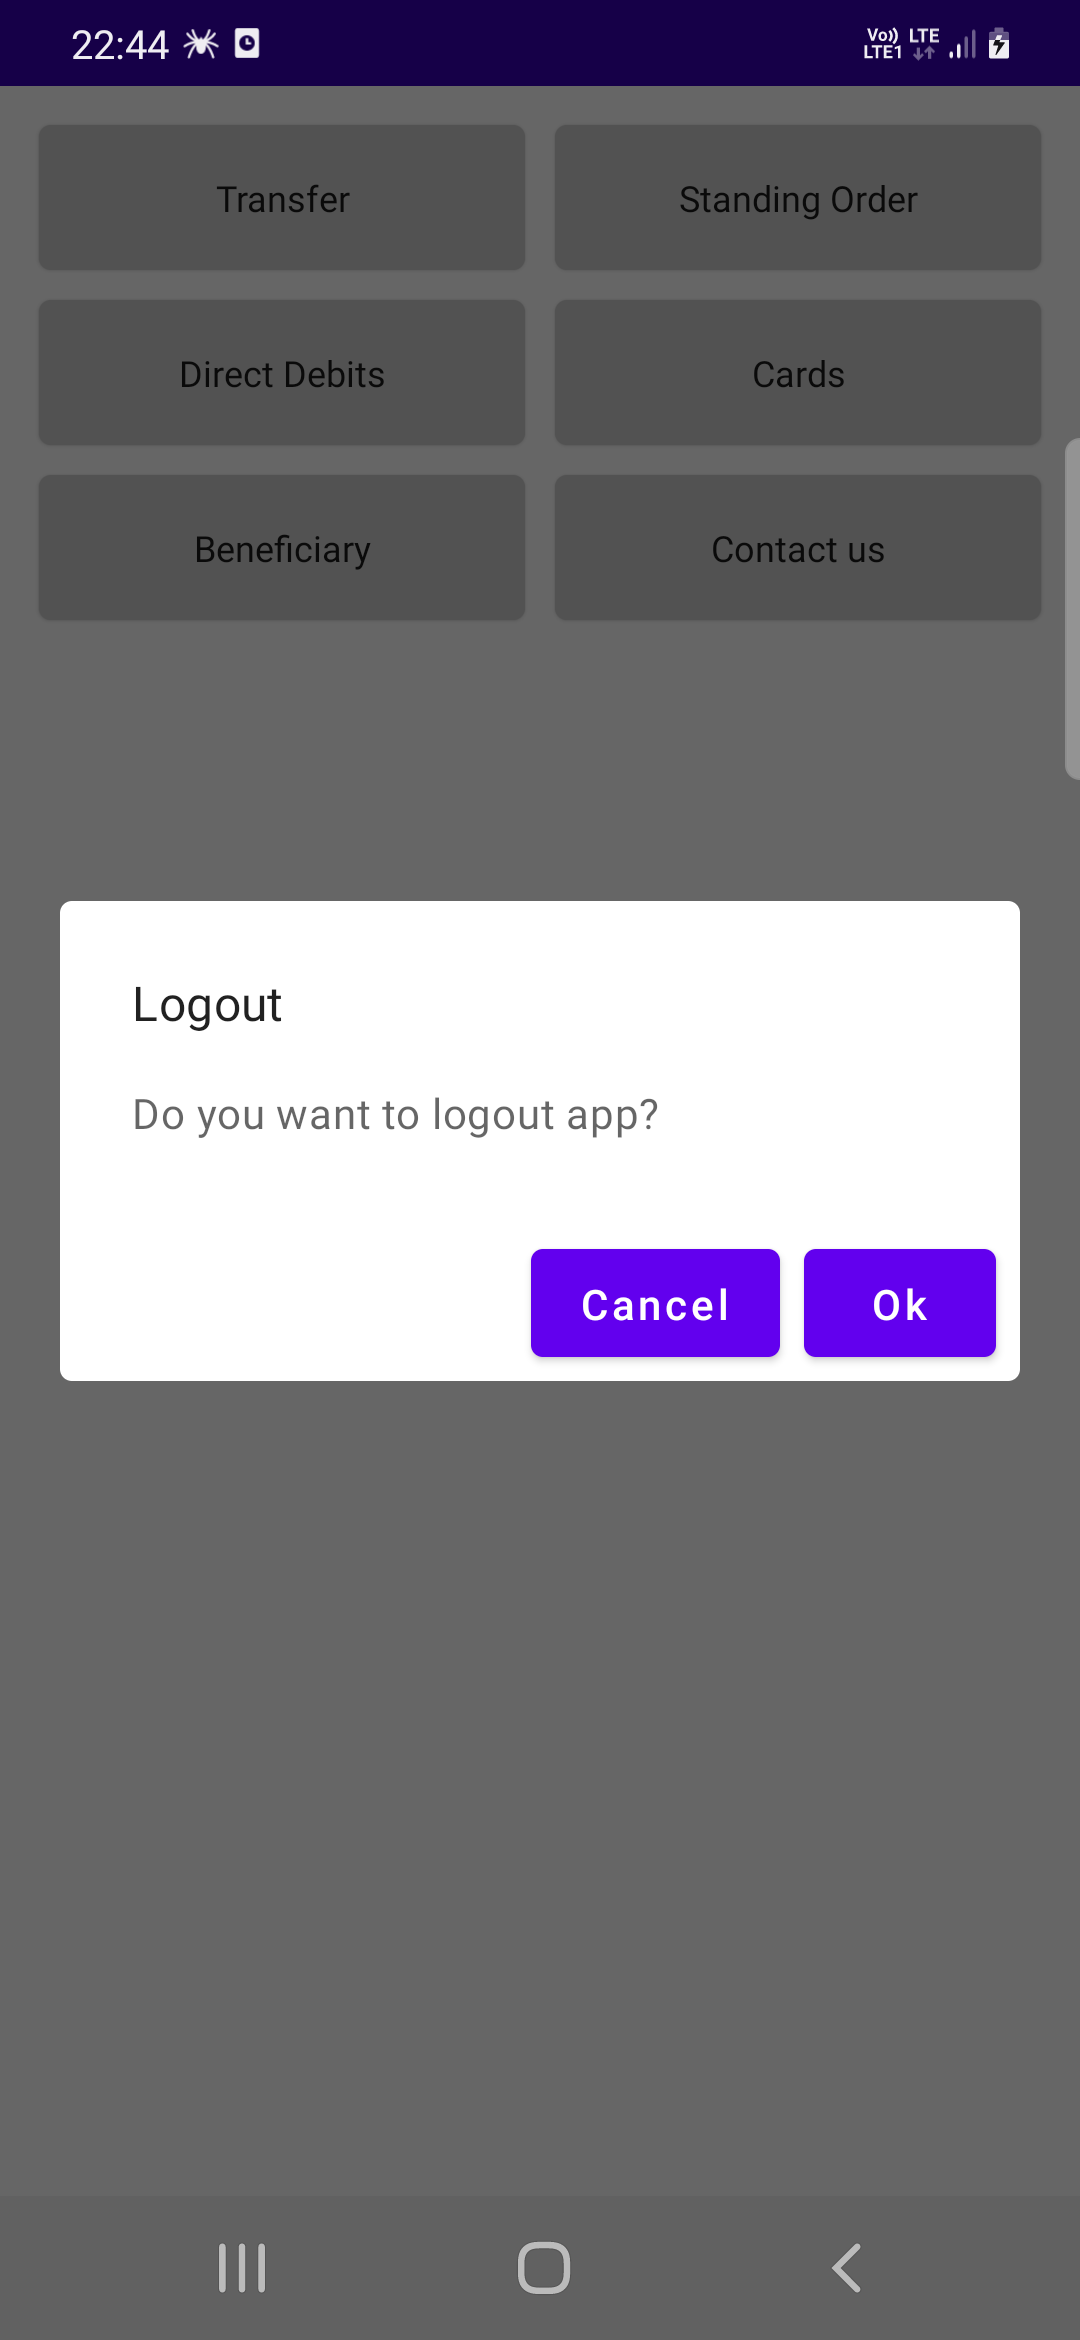 22:44
Vo)) LTE
LTE1
Transfer
Standing Order
Direct Debits
Cards
Beneficiary
Contact us
Logout
Do you want to logout app?
Cancel
Ok